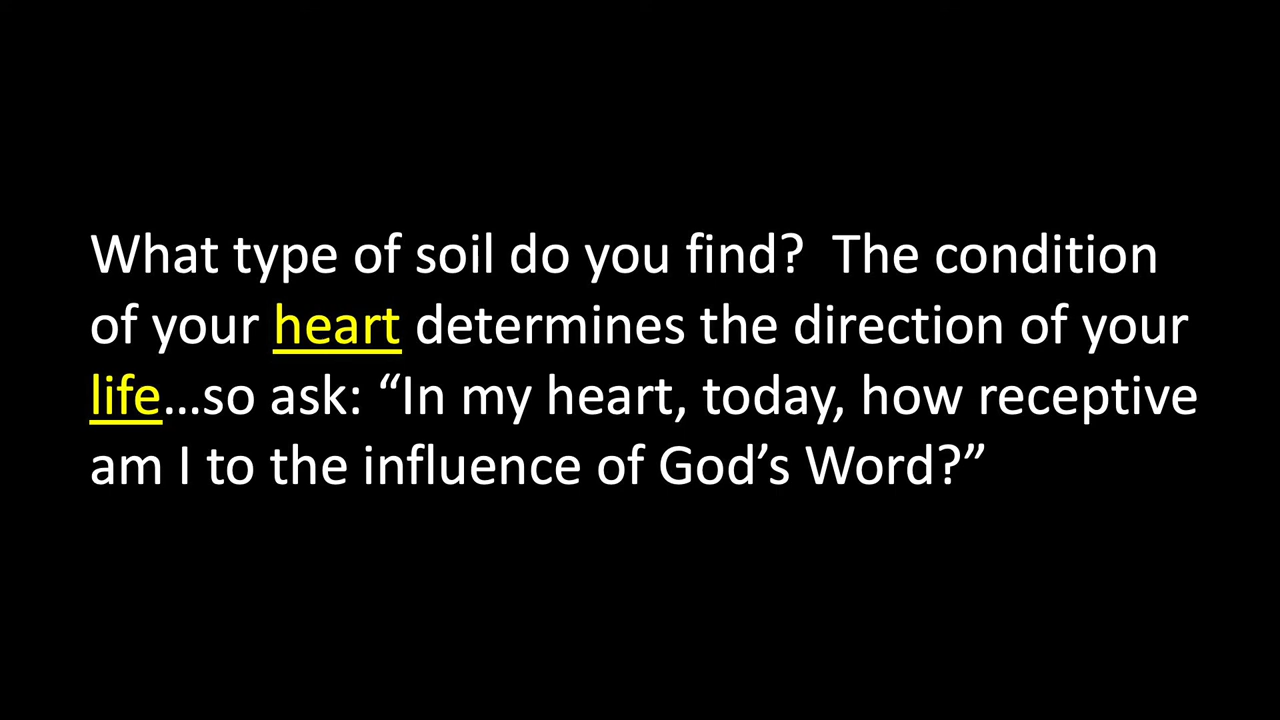 What type of soil do you find?  The condition
of your heart determines the direction of your
life…so ask: “In my heart, today, how receptive
am I to the influence of God’s Word?”